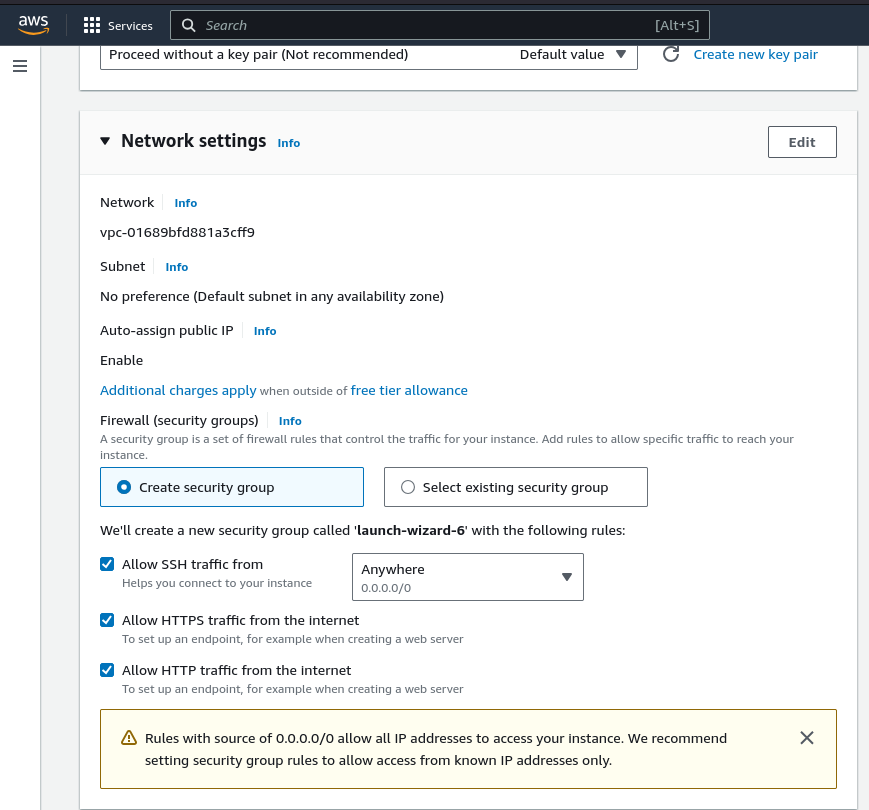 aws
Services
Search
[Alt+S]
Proceed without a key pair (Not recommended) Default value
Create new key pair
Network settings Info
Edit
Network Info
vpc-01689bfd881a3cff9
Subnet Info
No preference (Default subnet in any availability zone)
Auto-assign public IP Info
Enable
Additional charges apply when outside of free tier allowance
Firewall (security groups) Info
A security group is a set of firewall rules that control the traffic for your instance. Add rules to allow specific traffic to reach your
instance.
Create security group
Select existing security group
We'll create a new security group called 'launch-wizard-6' with the following rules:
Allow SSH traffic from
Helps you connect to your instance
Anywhere
0.0.0.0/0
Allow HTTPS traffic from the internet
To set up an endpoint, for example when creating a web server
Allow HTTP traffic from the internet
To set up an endpoint, for example when creating a web server
Rules with source of 0.0.0.0/0 allow all IP addresses to access your instance. We recommend
setting security group rules to allow access from known IP addresses only.